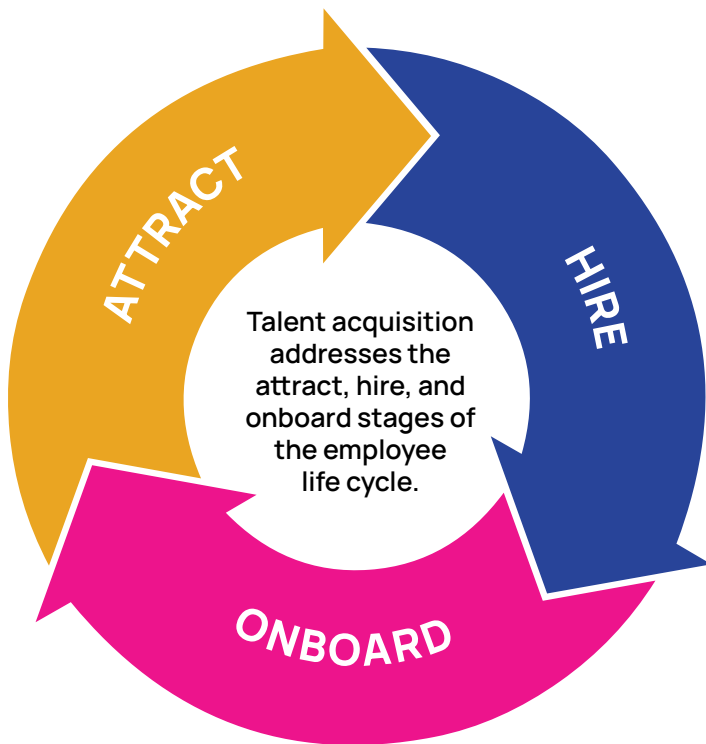 ATTRACT
HIRE
Talent acquisition
addresses the
attract, hire, and
onboard stages of
the employee
life cycle.
ONBOARD